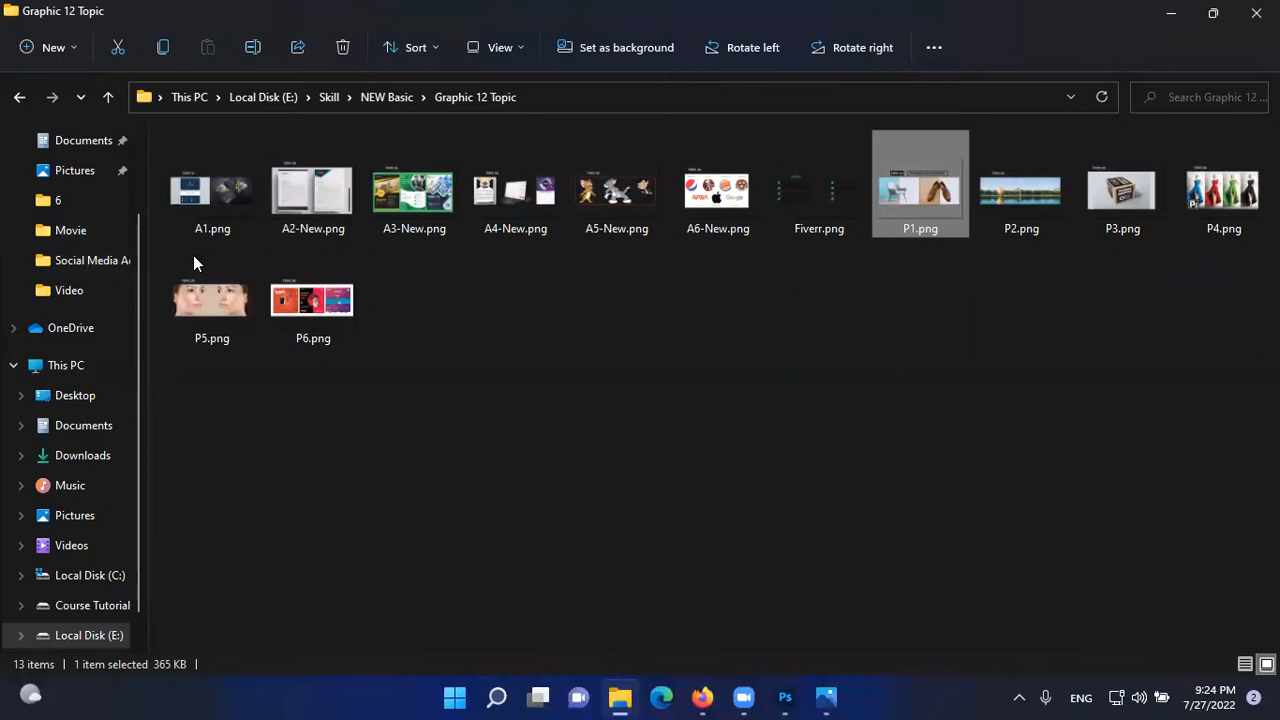 Graphic 12 Topic
New
Sort
View
Set as background
Rotate left
Rotate right
This PC
Local Disk (E:)
Skill
NEW Basic
Graphic 12 Topic
Search Graphic 12 ...
Documents
Pictures
6
Movie
Social Media A
Video
OneDrive
This PC
Desktop
Documents
Downloads
Music
Pictures
Videos
Local Disk (C:)
Course Tutorial
Local Disk (E:)
NASA
Google
A1.png
A2-New.png
A3-New.png
A4-New.png
A5-New.png
A6-New.png
Fiverr.png
P1.png
P2.png
P3.png
P4.png
P5.png
P6.png
13 items
1 item selected 365 KB
Ps
ENG
9:24 PM
7/27/2022
2